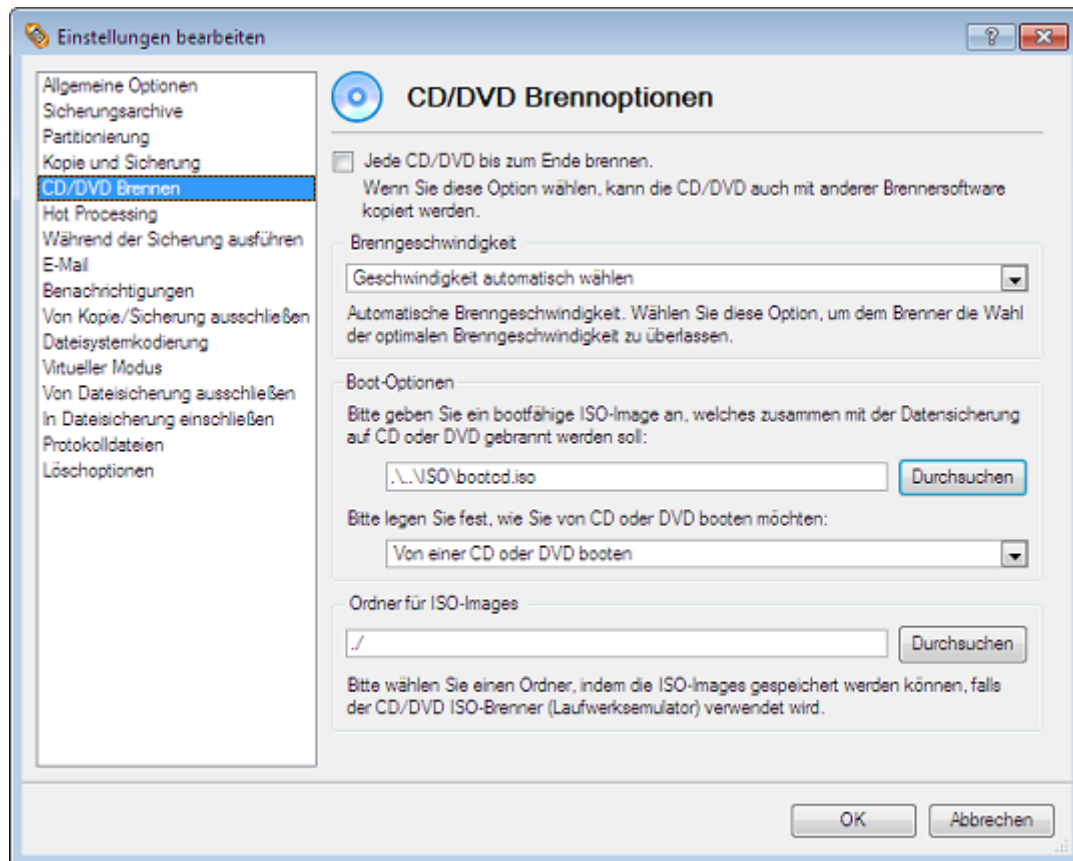 Einstellungen bearbeiten
?
Allgemeine Optionen
Sicherungsarchive
Partitionierung
Kopie und Sicherung
CD/DVD Brennen
Hot Processing
Während der Sicherung ausführen
E-Mail
Benachrichtigungen
Von Kopie/Sicherung ausschließen
Dateisystemkodierung
Virtueller Modus
Von Dateisicherung ausschließen
In Dateisicherung einschließen
Protokolldateien
Löschoptionen
CD/DVD Brennoptionen
Jede CD/DVD bis zum Ende brennen.
Wenn Sie diese Option wählen, kann die CD/DVD auch mit anderer Brennersoftware
kopiert werden.
Brenngeschwindigkeit
Geschwindigkeit automatisch wählen
Automatische Brenngeschwindigkeit. Wählen Sie diese Option, um dem Brenner die Wahl
der optimalen Brenngeschwindigkeit zu überlassen.
Boot-Optionen
Bitte geben Sie ein bootfähige ISO-Image an, welches zusammen mit der Datensicherung
auf CD oder DVD gebrannt werden soll:
.\..\ISO\bootcd.iso
Durchsuchen
Bitte legen Sie fest, wie Sie von CD oder DVD booten möchten:
Von einer CD oder DVD booten
Ordner für ISO-Images
./
Durchsuchen
Bitte wählen Sie einen Ordner, indem die ISO-Images gespeichert werden können, falls
der CD/DVD ISO-Brenner (Laufwerksemulator) verwendet wird.
OK
Abbrechen